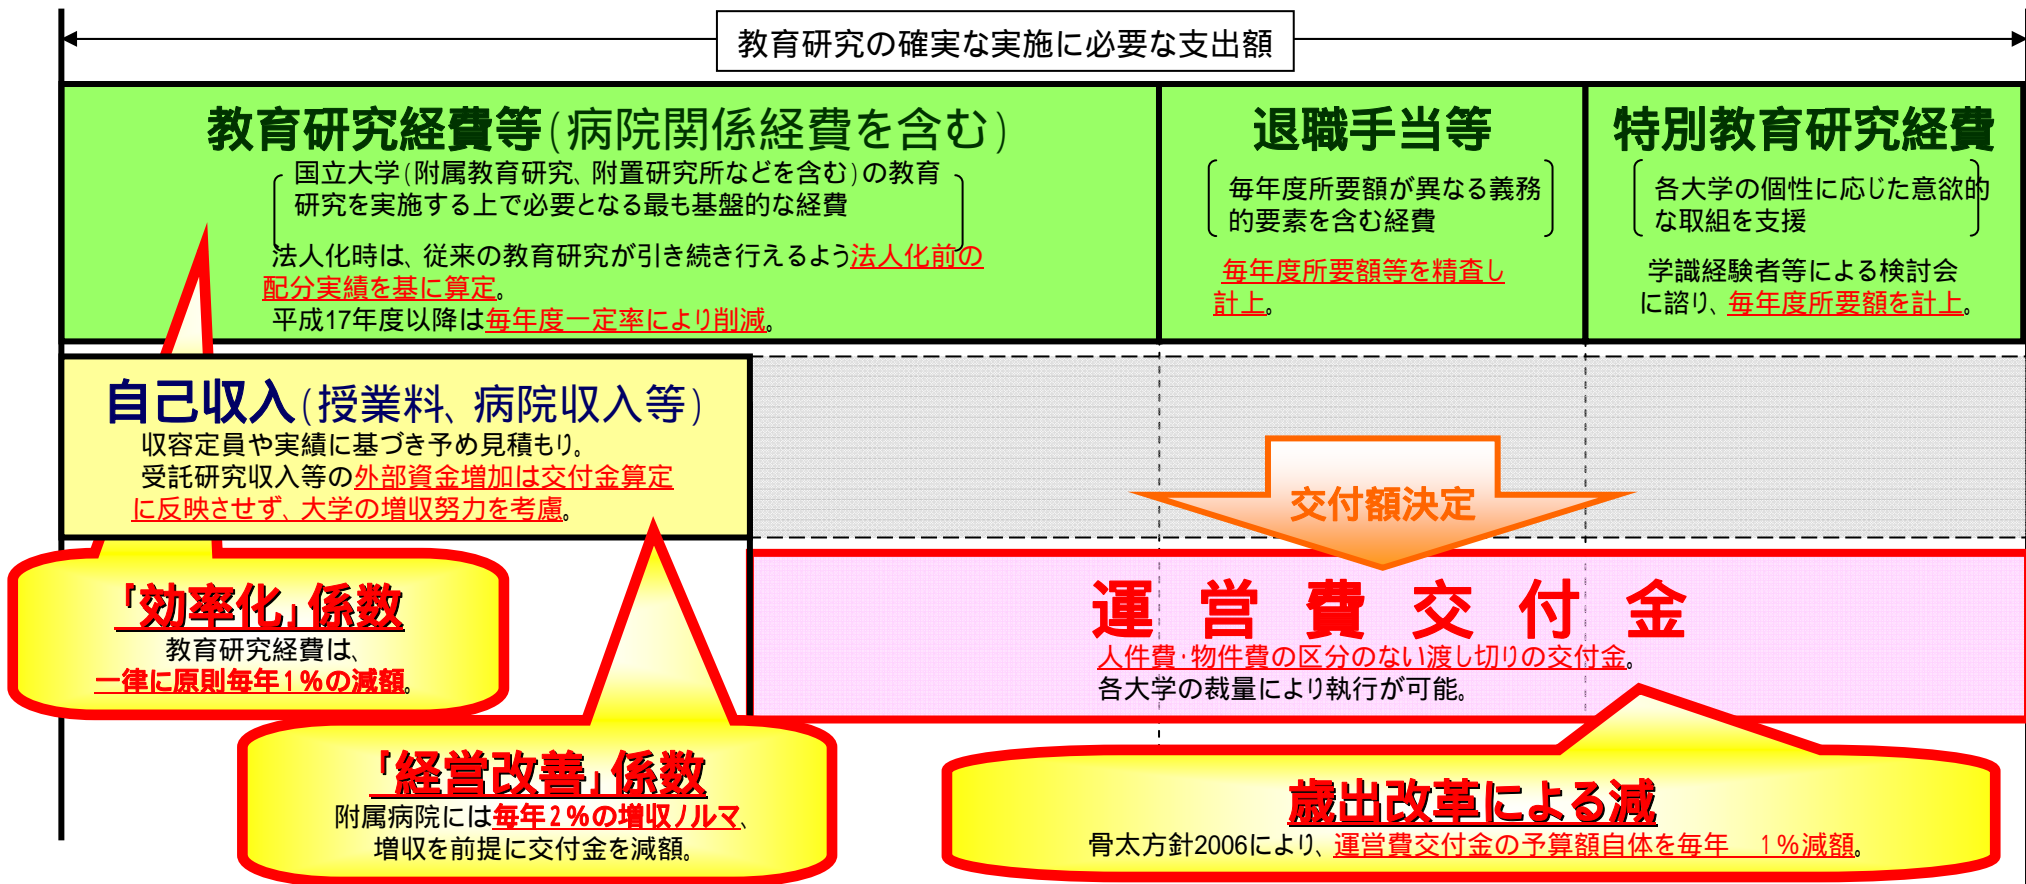 教育研究の確実な実施に必要な支出額
教育研究経費等(病院関係経費を含む)
国立大学(附属教育研究、附置研究所などを含む)の教育
研究を実施する上で必要となる最も基盤的な経費
法人化時は、従来の教育研究が引き続き行えるよう法人化前の
配分実績を基に算定。
平成17年度以降は毎年度一定率により削減。
退職手当等
毎年度所要額が異なる義務
的要素を含む経費
毎年度所要額等を精査し
計上。
特別教育研究経費
各大学の個性に応じた意欲的
な取組を支援
学識経験者等による検討会
に諮り、毎年度所要額を計上。
自己収入(授業料、病院収入等)
収容定員や実績に基づき予め見積もり。
受託研究収入等の外部資金増加は交付金算定
に反映させず、大学の増収努力を考慮。
交付額決定
運営費交付金
人件費・物件費の区分のない渡し切りの交付金。
各大学の裁量により執行が可能。
「効率化」係数
教育研究経費は、
一律に原則毎年1%の減額。
「経営改善」係数
附属病院には毎年2%の増収ノルマ、
増収を前提に交付金を減額。
歳出改革による減
骨太方針2006により、運営費交付金の予算額自体を毎年 1%減額。